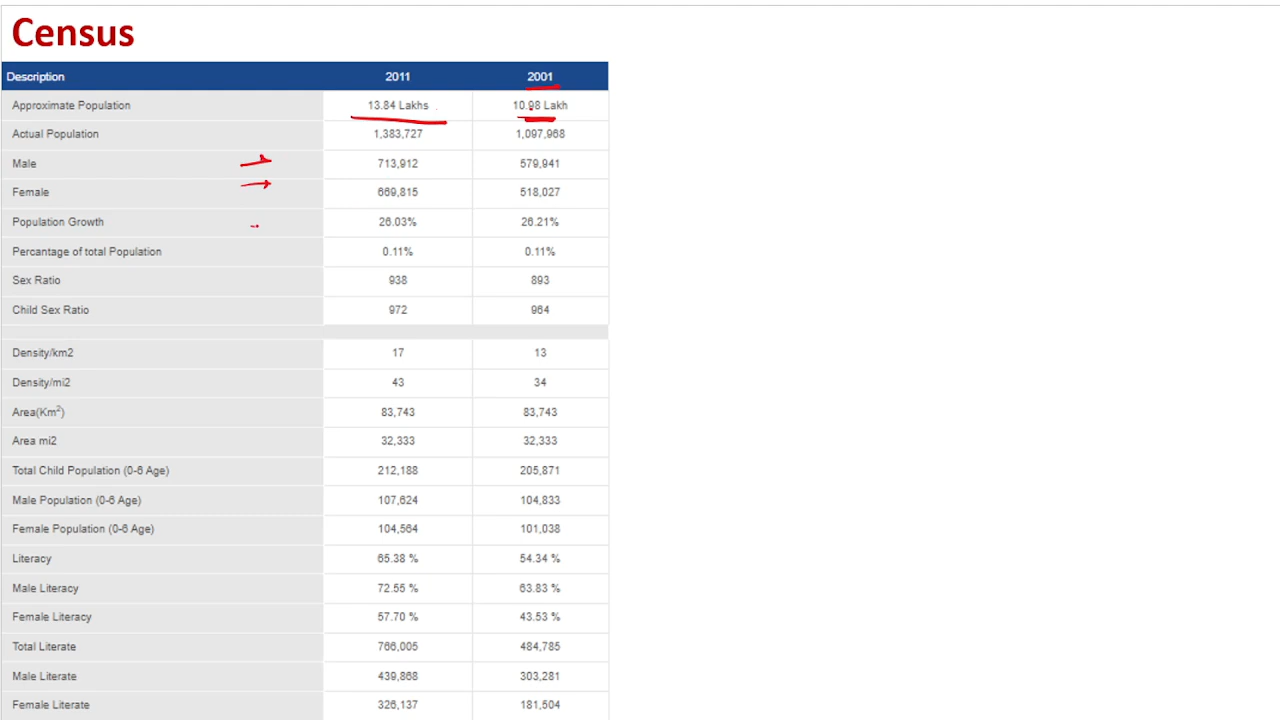 Census
Description 2011 2001
Approximate Population 13.84 Lakhs 10.98 Lakh
Actual Population 1,383,727 1,097,968
Male 713,912 579,941
Female 669,815 518,027
Population Growth 26.03% 26.21%
Percentage of total Population 0.11% 0.11%
Sex Ratio 938 893
Child Sex Ratio 972 964
Density/km2 17 13
Density/mi2 43 34
Area(Km²) 83,743 83,743
Area mi2 32,333 32,333
Total Child Population (0-6 Age) 212,188 205,871
Male Population (0-6 Age) 107,624 104,833
Female Population (0-6 Age) 104,564 101,038
Literacy 65.38 % 54.34 %
Male Literacy 72.55 % 63.83 %
Female Literacy 57.70 % 43.53 %
Total Literate 766,005 484,785
Male Literate 439,868 303,281
Female Literate 326,137 181,504